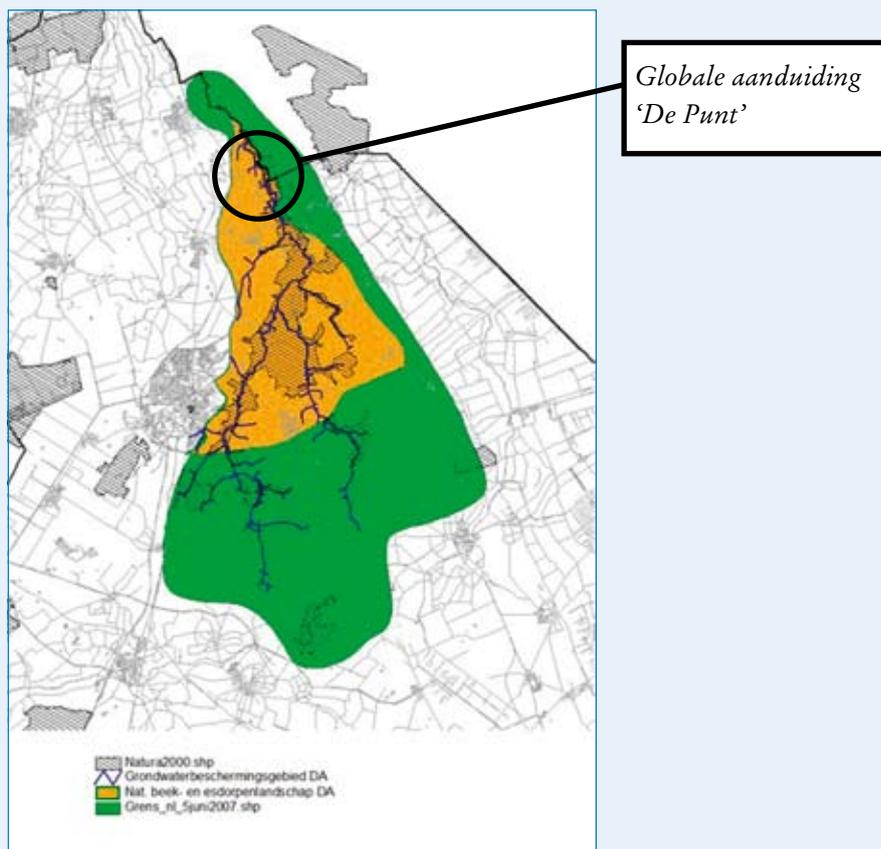 Globale aanduiding
‘De Punt’
Natura2000.shp
Grondwaterbeschermingsgebied DA
Nat. beek- en esdorpenlandschap DA
Grens_nl_5juni2007.shp